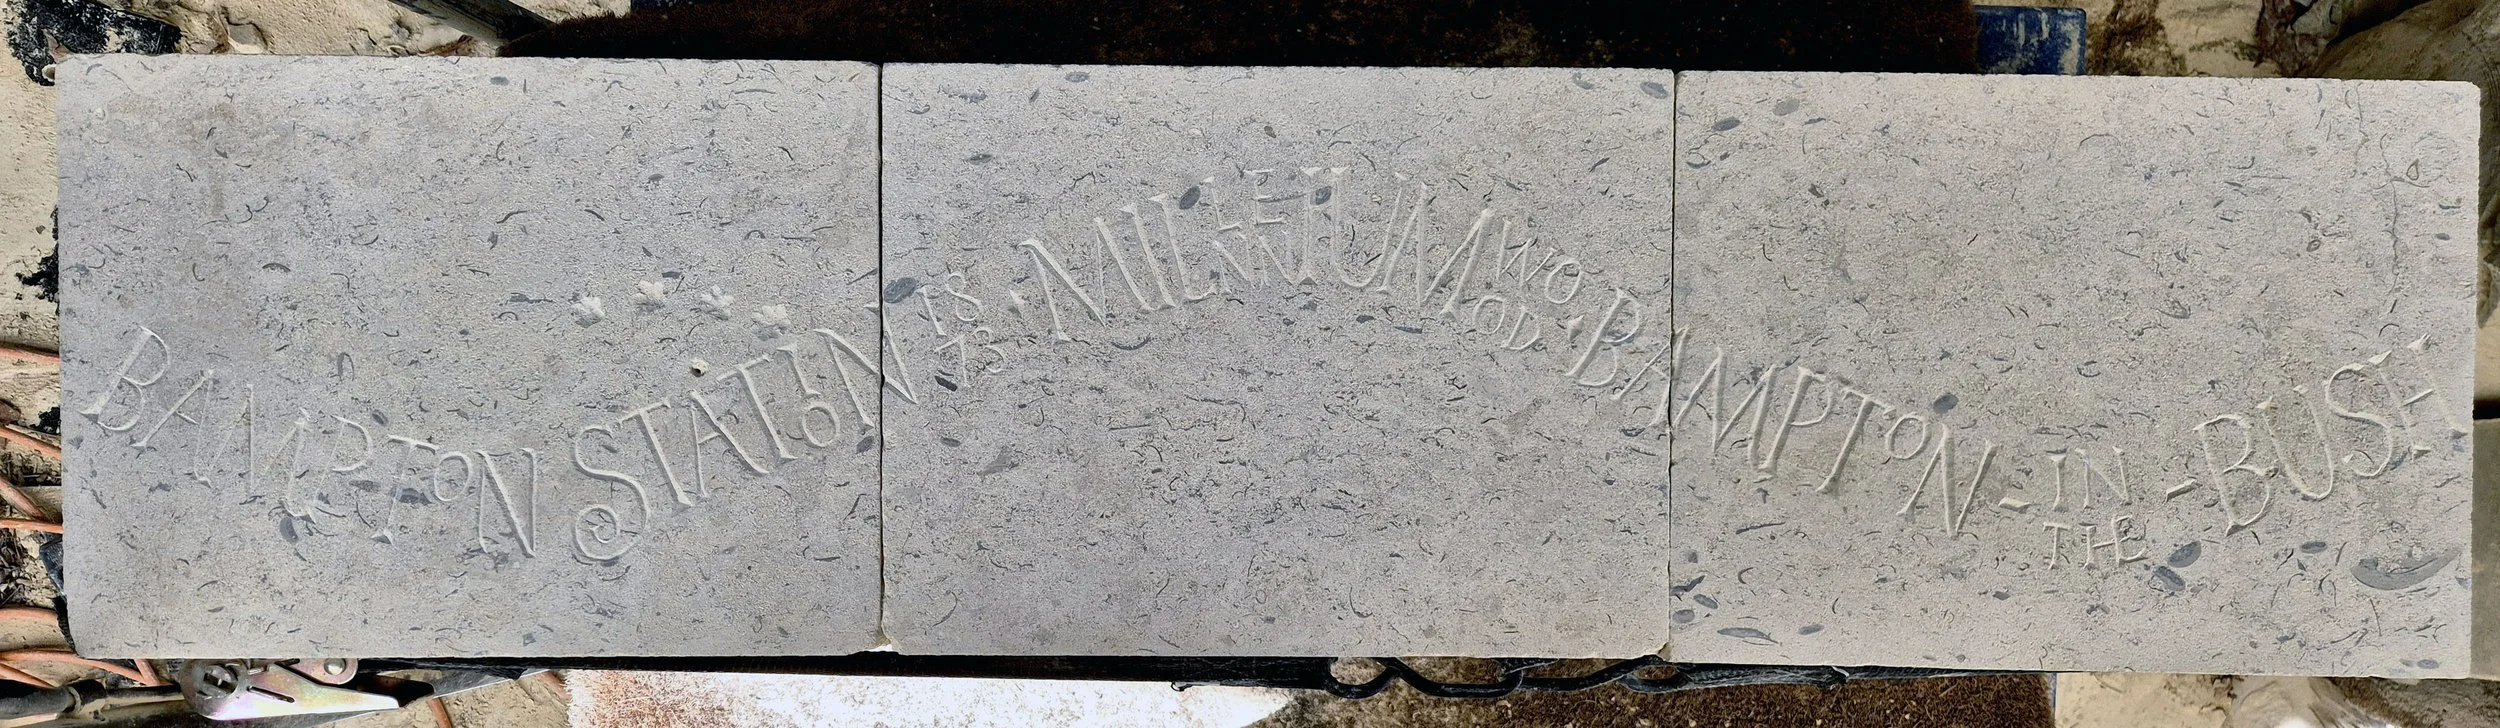 BAMPTON STATION 1873 · MILLENNIUM WOOD · BAMPTON-IN-THE-BUSH